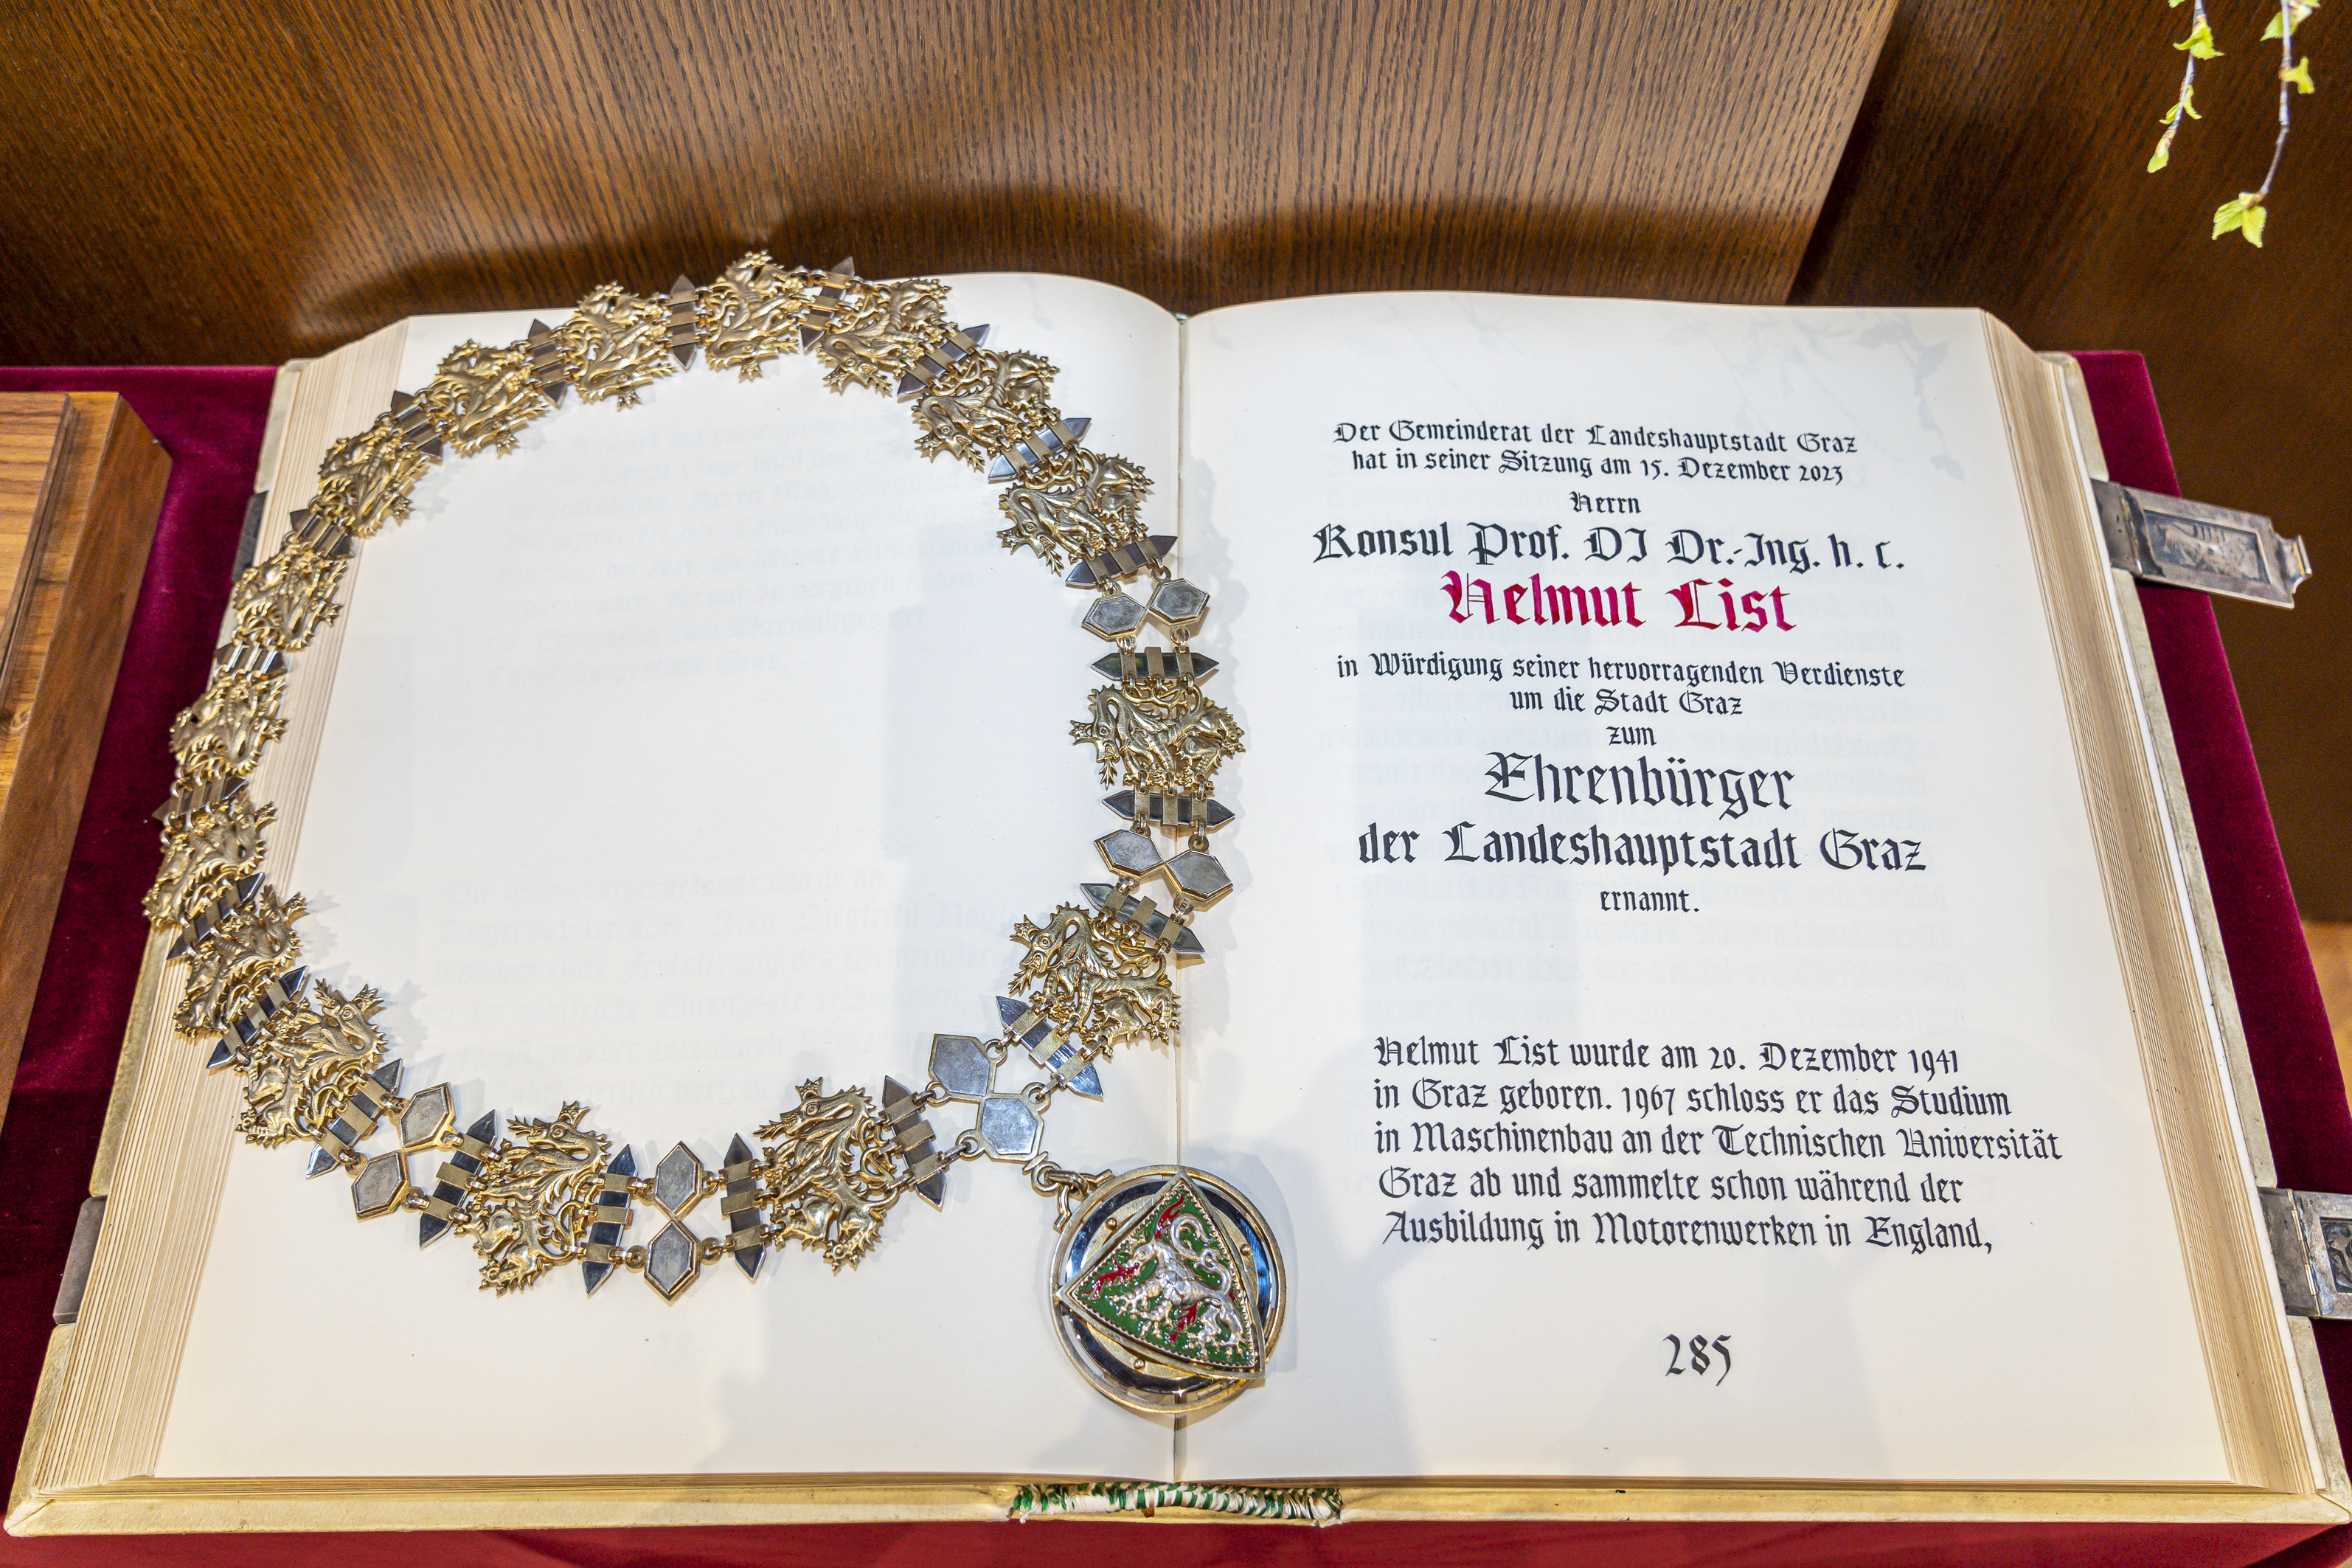 Der Gemeinderat der Landeshauptstadt Graz
hat in seiner Sitzung am 15. Dezember 2023
Herrn
Konsul Prof. DI Dr.-Ing. h. c.
Helmut List
in Würdigung seiner hervorragenden Verdienste
um die Stadt Graz
zum
Ehrenbürger
der Landeshauptstadt Graz
ernannt.
Helmut List wurde am 20. Dezember 1941
in Graz geboren. 1967 schloss er das Studium
in Maschinenbau an der Technischen Universität
Graz ab und sammelte schon während der
Ausbildung in Motorenwerken in England,
285